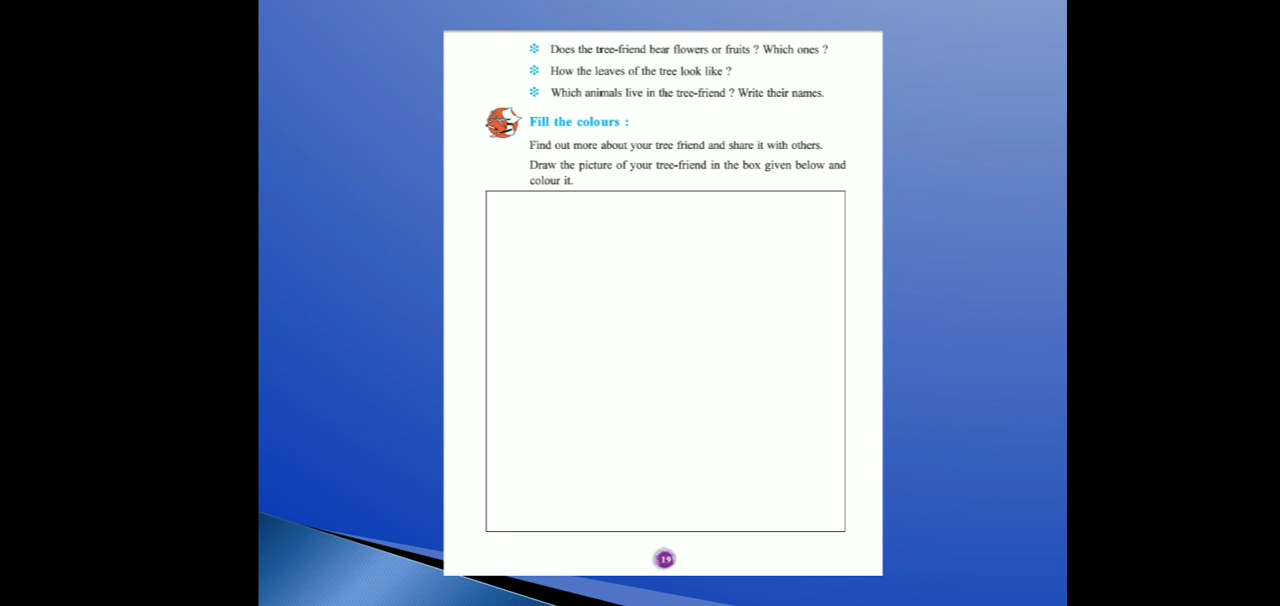 Does the tree-friend bear flowers or fruits ? Which ones ?
How the leaves of the tree look like ?
Which animals live in the tree-friend ? Write their names.
Fill the colours :
Find out more about your tree friend and share it with others.
Draw the picture of your tree-friend in the box given below and
colour it.
19